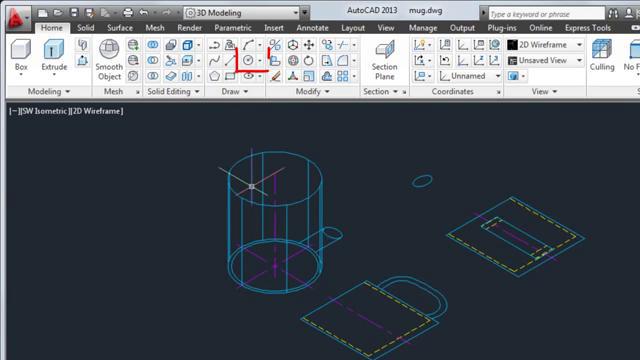 3D Modeling
AutoCAD 2013 mug.dwg
Type a keyword or phrase
Home Solid Surface Mesh Render Parametric Insert Annotate Layout View Manage Output Plug-ins Online Express Tools
Box
Extrude
Smooth
Object
Section
Plane
2D Wireframe
Unsaved View
Unnamed
Culling
No F
Modeling
Mesh
Solid Editing
Draw
Modify
Section
Coordinates
View
[−][SW Isometric][2D Wireframe]